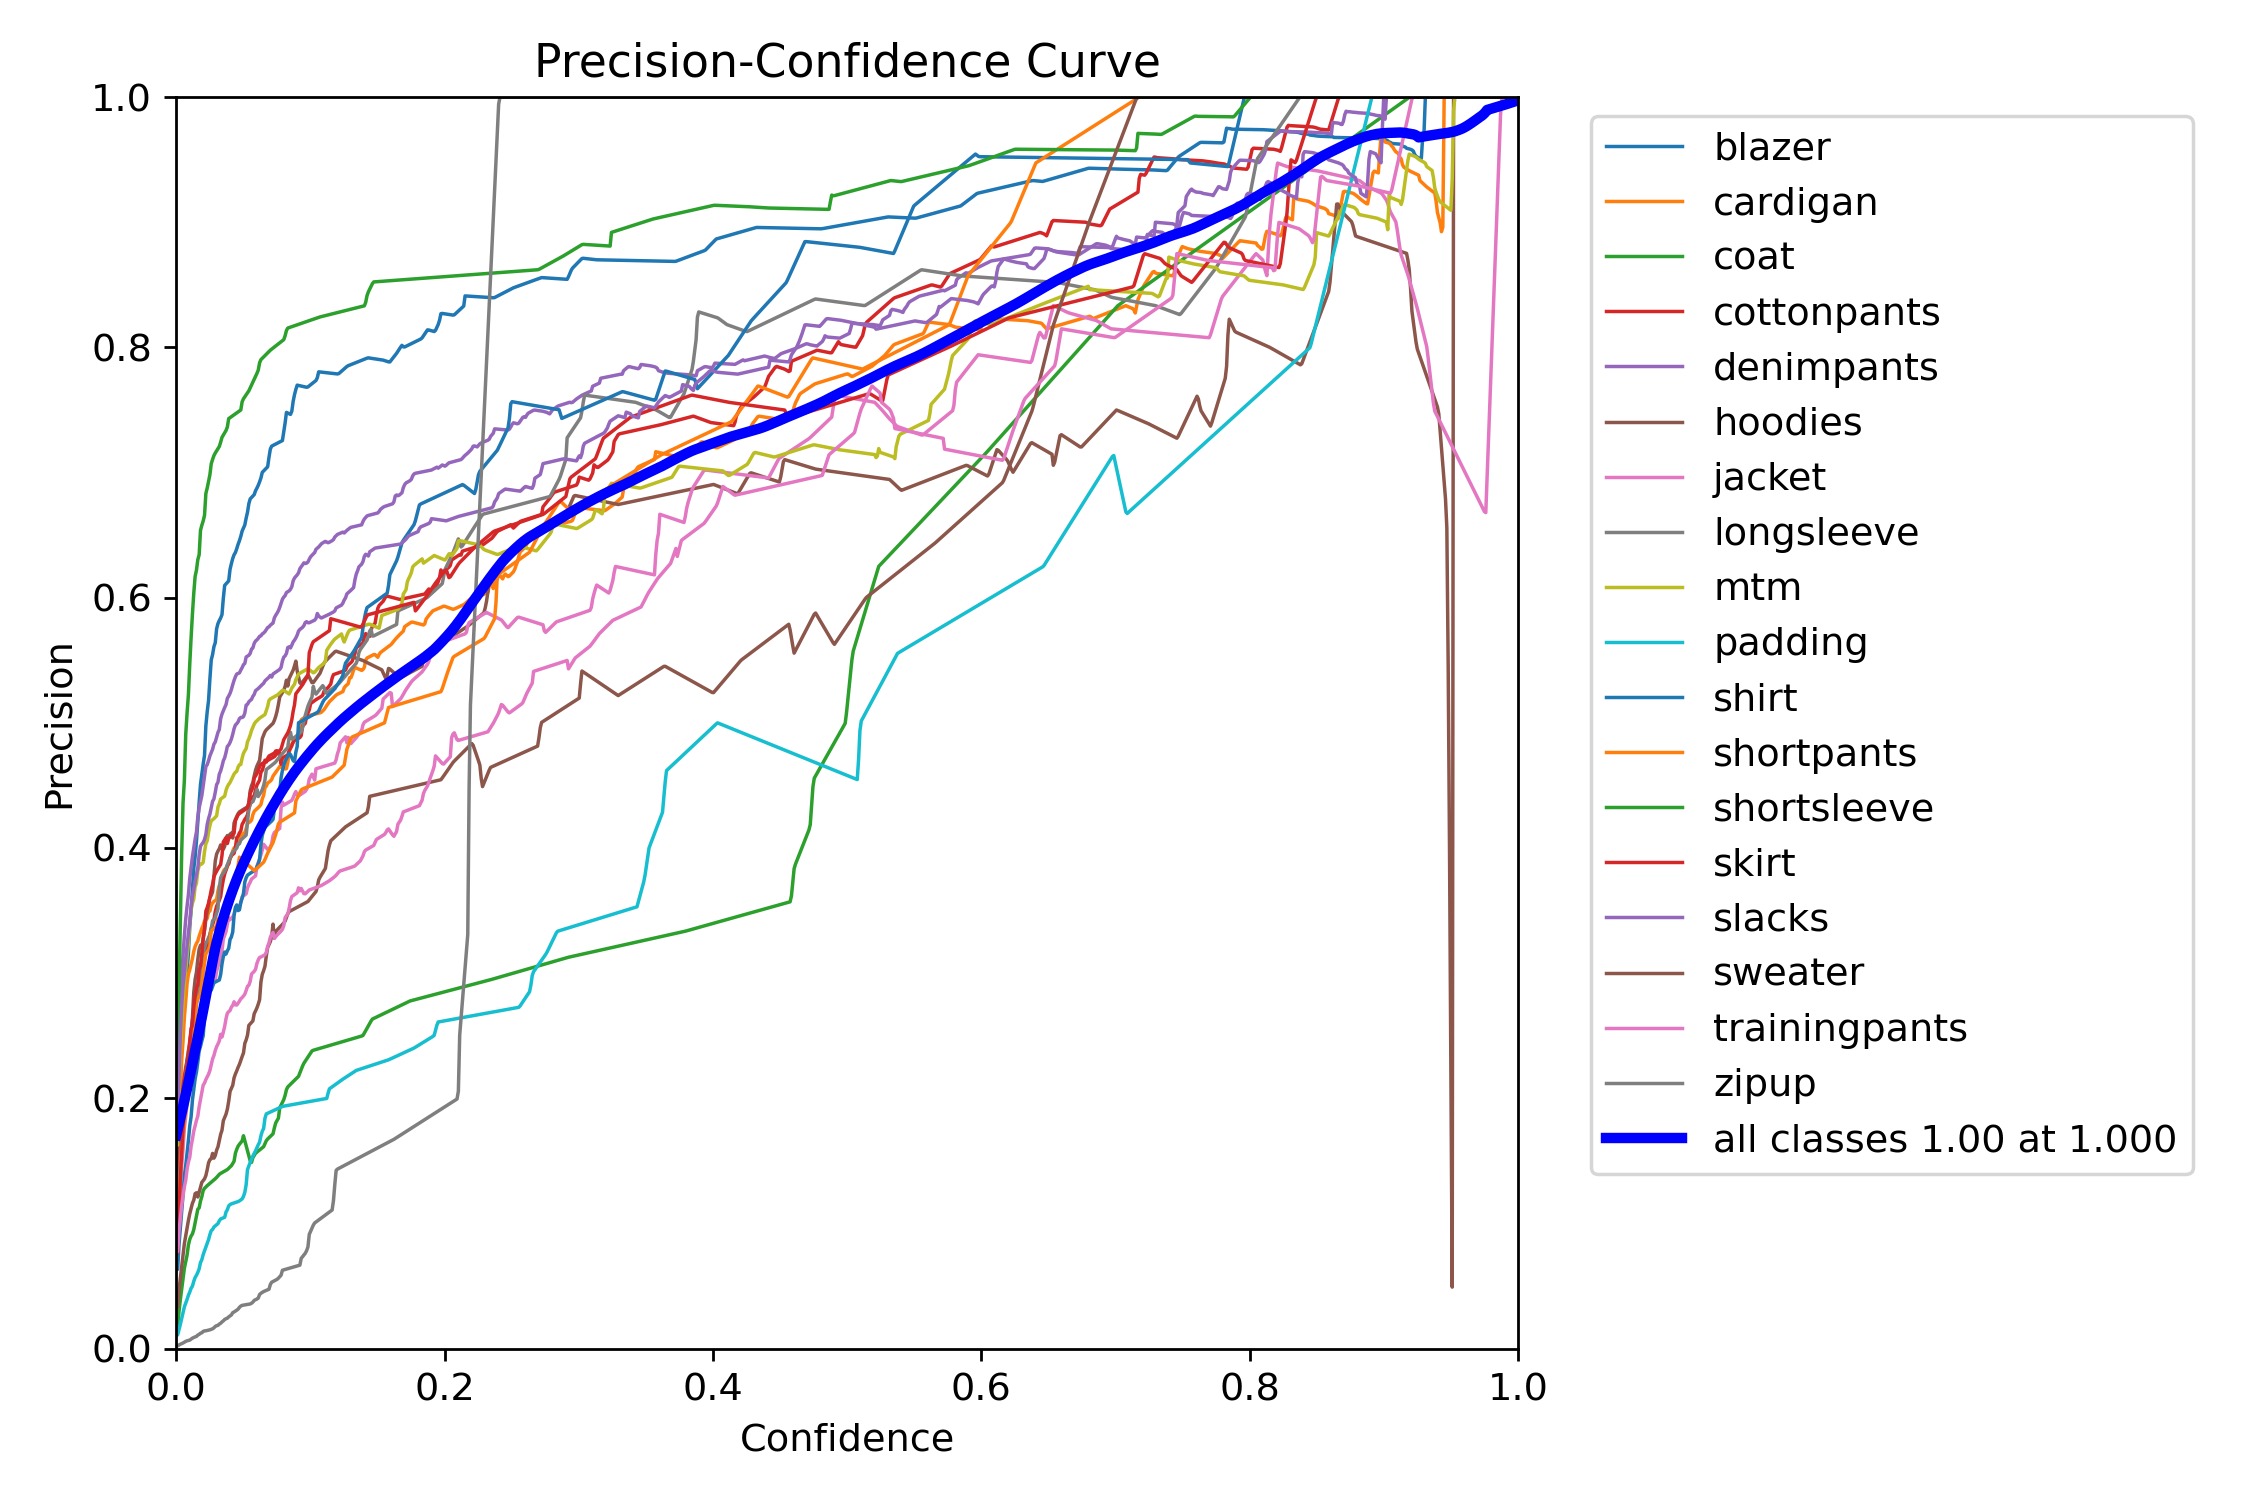 Precision-Confidence Curve
1.0
0.8
0.6
0.4
0.2
0.0
Precision
0.0 0.2 0.4 0.6 0.8 1.0
Confidence
blazer
cardigan
coat
cottonpants
denimpants
hoodies
jacket
longsleeve
mtm
padding
shirt
shortpants
shortsleeve
skirt
slacks
sweater
trainingpants
zipup
all classes 1.00 at 1.000